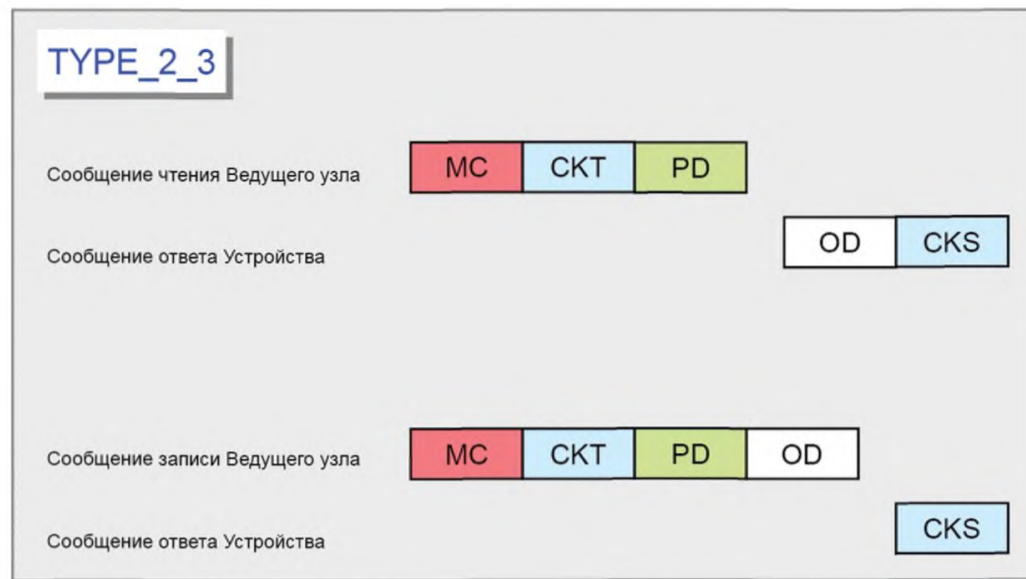 TYPE_2_3
Сообщение чтения Ведущего узла MC CKT PD
Сообщение ответа Устройства OD CKS
Сообщение записи Ведущего узла MC CKT PD OD
Сообщение ответа Устройства CKS